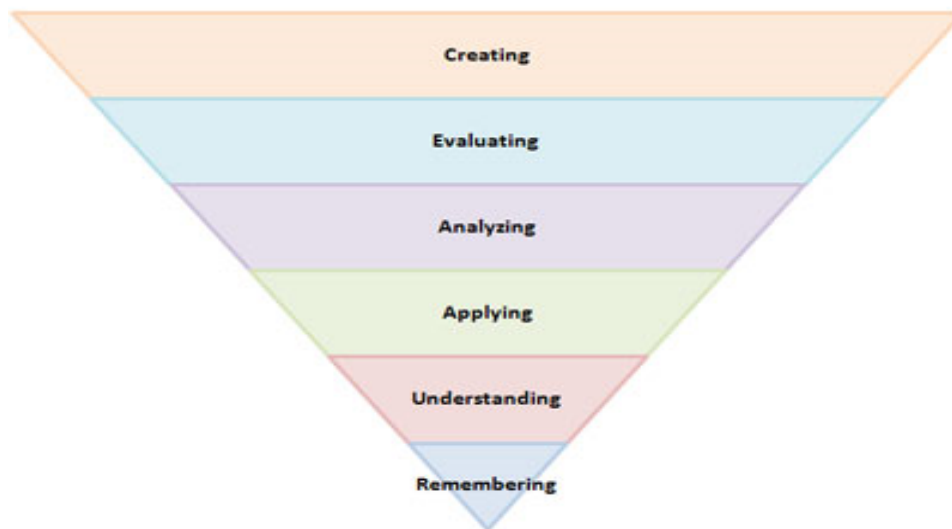 Creating
Evaluating
Analyzing
Applying
Understanding
Remembering